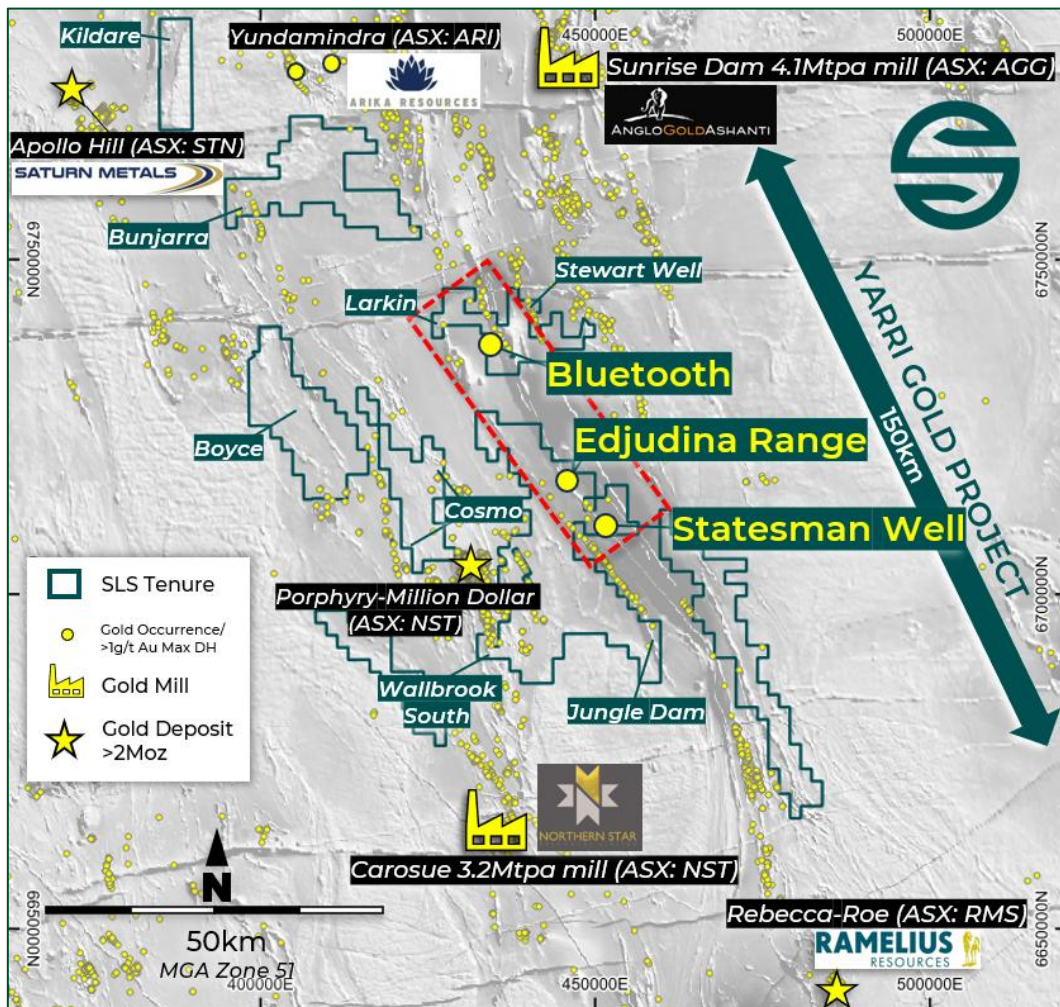 Kildare
Yundamindra (ASX: ARI)
450000E
500000E
Sunrise Dam 4.1Mtpa mill (ASX: AGG)
ARIKA RESOURCES
ANGLOGOLDASHANTI
Apollo Hill (ASX: STN)
SATURN METALS
Bunjarra
6750000N
6750000N
Stewart Well
Larkin
YARRI GOLD PROJECT
150km
Bluetooth
Boyce
Edjudina Range
Cosmo
Statesman Well
SLS Tenure
Gold Occurrence/
>1g/t Au Max DH
Gold Mill
Gold Deposit
>2Moz
Porphyry-Million Dollar
(ASX: NST)
6700000N
Wallbrook
South
Jungle Dam
NORTHERN STAR
Carosue 3.2Mtpa mill (ASX: NST)
N
50km
MGA Zone 51
6650000N
6650000N
Rebecca-Roe (ASX: RMS)
RAMELIUS
RESOURCES
400000E
450000E
500000E